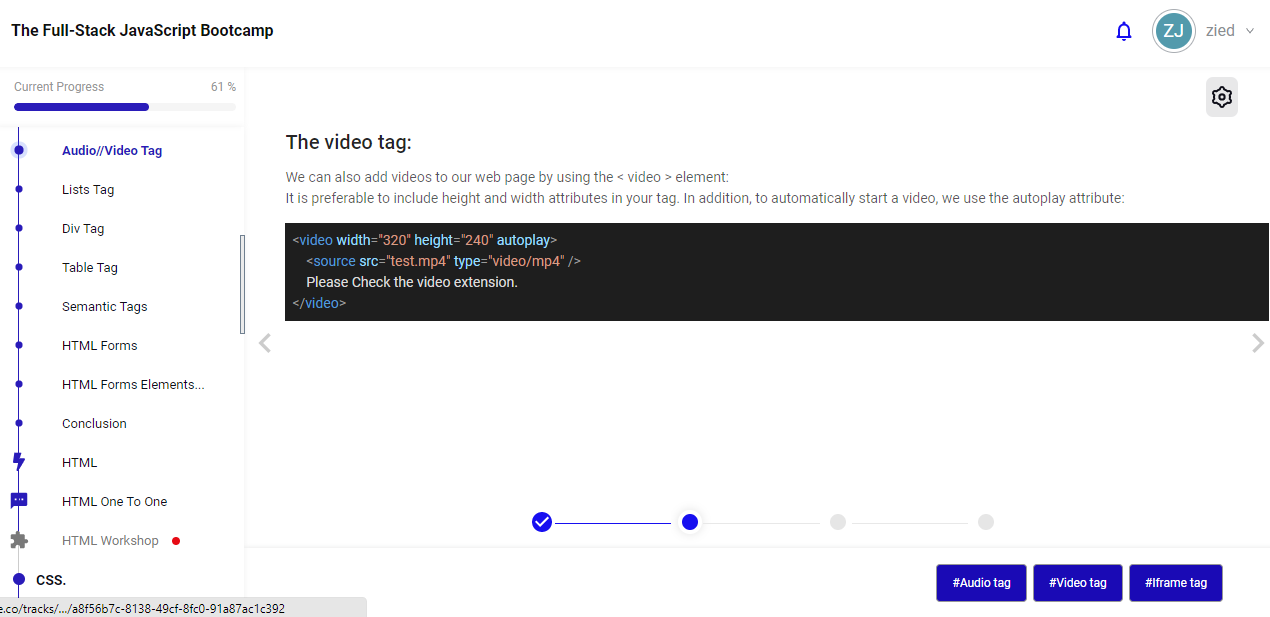 The Full-Stack JavaScript Bootcamp
ZJ
zied
Current Progress
61 %
Audio//Video Tag
Lists Tag
Div Tag
Table Tag
Semantic Tags
HTML Forms
HTML Forms Elements...
Conclusion
HTML
HTML One To One
HTML Workshop
CSS.
The video tag:
We can also add videos to our web page by using the < video > element:
It is preferable to include height and width attributes in your tag. In addition, to automatically start a video, we use the autoplay attribute:
<video width="320" height="240" autoplay>
<source src="test.mp4" type="video/mp4" />
Please Check the video extension.
</video>
#Audio tag
#Video tag
#Iframe tag
e.co/tracks/.../a8f56b7c-8138-49cf-8fc0-91a87ac1c392